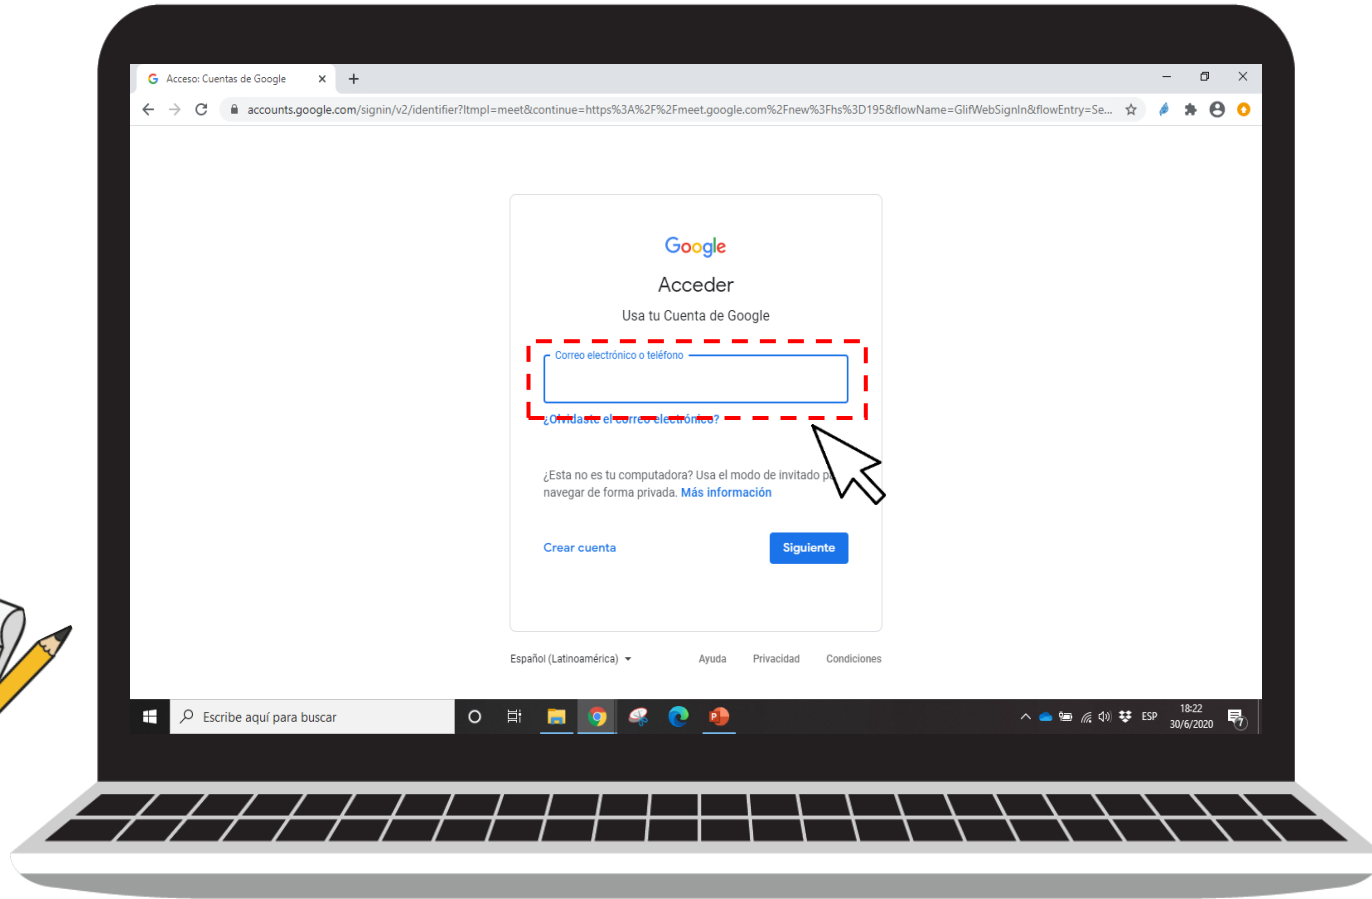 Acceso: Cuentas de Google
accounts.google.com/signin/v2/identifier?ltmpl=meet&continue=https%3A%2F%2Fmeet.google.com%2Fnew%3Fhs%3D195&flowName=GlifWebSignIn&flowEntry=Se...
Google
Acceder
Usa tu Cuenta de Google
Correo electrónico o teléfono
¿Olvidaste el correo electrónico?
¿Esta no es tu computadora? Usa el modo de invitado
navegar de forma privada. Más información
Crear cuenta
Siguiente
Español (Latinoamérica)
Ayuda
Privacidad
Condiciones
Escribe aquí para buscar
ESP
18:22
30/6/2020
7